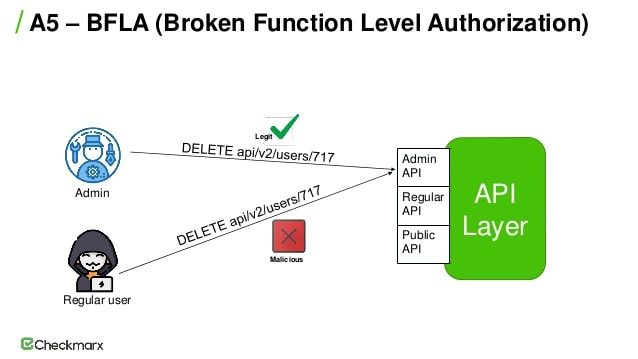 / A5 – BFLA (Broken Function Level Authorization)
Legit
DELETE api/v2/users/717
Admin
DELETE api/v2/users/717
Malicious
Regular user
Admin
API
Regular
API
Public
API
API
Layer
Checkmarx